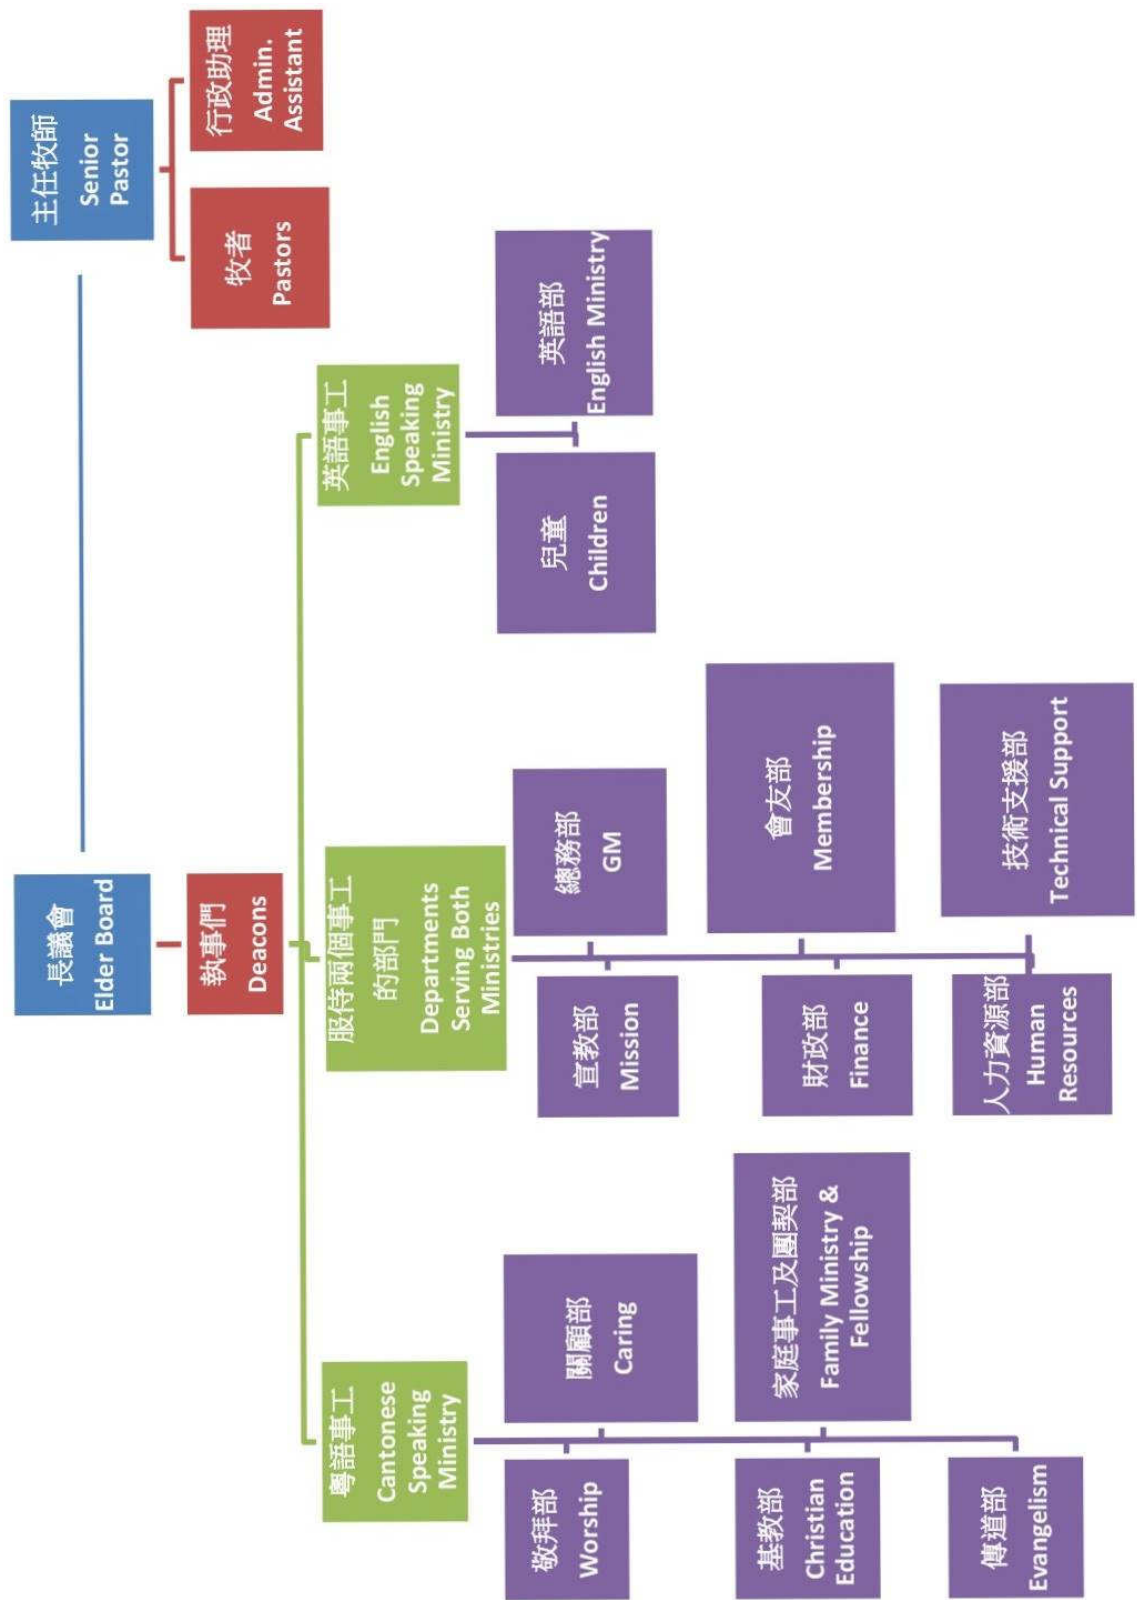 長議會
Elder Board
主任牧師
Senior
Pastor
執事們
Deacons
牧者
Pastors
行政助理
Admin.
Assistant
粵語事工
Cantonese
Speaking
Ministry
服侍兩個事工
的部門
Departments
Serving Both
Ministries
英語事工
English
Speaking
Ministry
敬拜部
Worship
關顧部
Caring
基教部
Christian
Education
家庭事工及團契部
Family Ministry &
Fellowship
傳道部
Evangelism
宣教部
Mission
總務部
GM
財政部
Finance
會友部
Membership
人力資源部
Human
Resources
技術支援部
Technical Support
兒童
Children
英語部
English Ministry